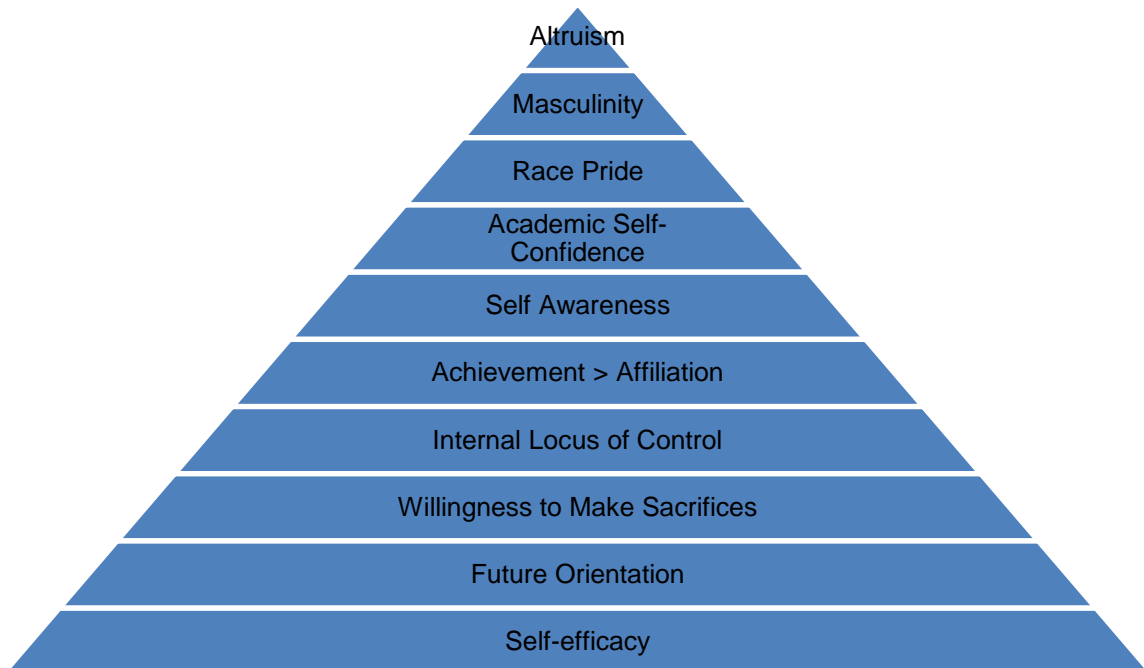 Altruism
Masculinity
Race Pride
Academic Self-
Confidence
Self Awareness
Achievement > Affiliation
Internal Locus of Control
Willingness to Make Sacrifices
Future Orientation
Self-efficacy